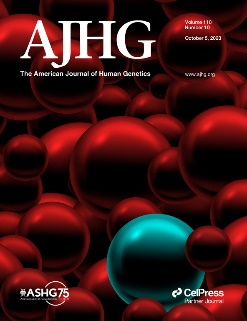 AJHG
Volume 110
Number 10
October 5, 2023
The American Journal of Human Genetics
www.ajhg.org
ASHG75
CellPress
Partner Journal